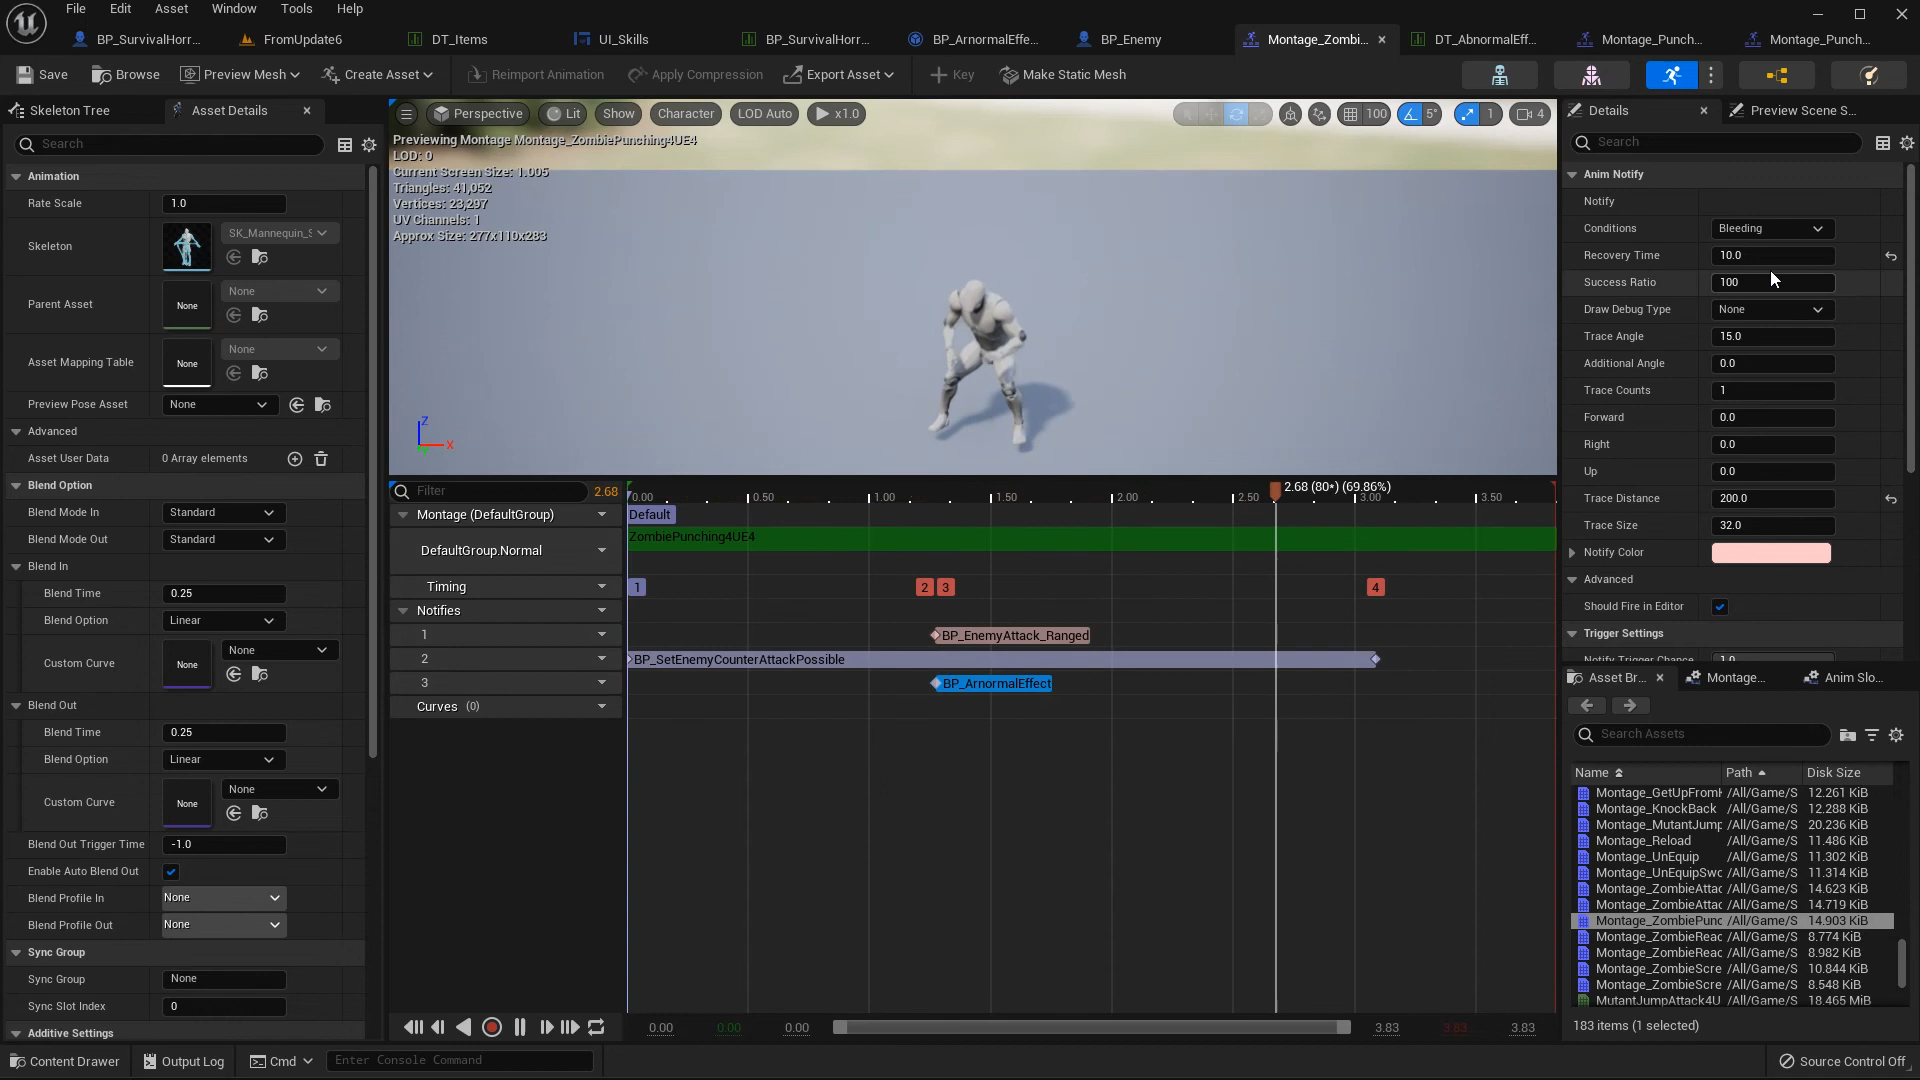 File Edit Asset Window Tools Help
BP_SurvivalHorr... FromUpdate6 DT_Items UI_Skills BP_SurvivalHorr... BP_ArnormalEffe... BP_Enemy Montage_Zombi... DT_AbnormalEff... Montage_Punch... Montage_Punch...
Save Browse Preview Mesh Create Asset Reimport Animation Apply Compression Export Asset Key Make Static Mesh
Skeleton Tree Asset Details
Search
Animation
Rate Scale 1.0
Skeleton SK_Mannequin_S
Parent Asset None None
Asset Mapping Table None None
Preview Pose Asset None
Advanced
Asset User Data 0 Array elements
Blend Option
Blend Mode In Standard
Blend Mode Out Standard
Blend In
Blend Time 0.25
Blend Option Linear
Custom Curve None None
Blend Out
Blend Time 0.25
Blend Option Linear
Custom Curve None None
Blend Out Trigger Time -1.0
Enable Auto Blend Out
Blend Profile In None
Blend Profile Out None
Sync Group
Sync Group None
Sync Slot Index 0
Additive Settings
Perspective Lit Show Character LOD Auto x1.0 100 5° 1 4
Previewing Montage Montage_ZombiePunching4UE4
LOD: 0
Current Screen Size: 1.005
Triangles: 41,052
Vertices: 23,297
UV Channels: 1
Approx Size: 277x110x283
Z
X
Filter 2.68 0.00 0.50 1.00 1.50 2.00 2.50 2.68 (80*) (69.86%) 3.00 3.50
Montage (DefaultGroup) Default
ZombiePunching4UE4
DefaultGroup.Normal
Timing 1 2 3 4
Notifies
1 BP_EnemyAttack_Ranged
2 BP_SetEnemyCounterAttackPossible
3 BP_ArnormalEffect
Curves (0)
0.00 0.00 0.00 3.83 3.83 3.83
Details Preview Scene S...
Search
Anim Notify
Notify
Conditions Bleeding
Recovery Time 10.0
Success Ratio 100
Draw Debug Type None
Trace Angle 15.0
Additional Angle 0.0
Trace Counts 1
Forward 0.0
Right 0.0
Up 0.0
Trace Distance 200.0
Trace Size 32.0
Notify Color
Advanced
Should Fire in Editor
Trigger Settings
Notify Trigger Chance 1.0
Asset Br... Montage... Anim Slo...
Search Assets
Name Path Disk Size
Montage_GetUpFrom /All/Game/S 12.261 KiB
Montage_KnockBack /All/Game/S 12.288 KiB
Montage_MutantJump /All/Game/S 20.236 KiB
Montage_Reload /All/Game/S 11.486 KiB
Montage_UnEquip /All/Game/S 11.302 KiB
Montage_UnEquipSwo /All/Game/S 11.314 KiB
Montage_ZombieAttac /All/Game/S 14.623 KiB
Montage_ZombieAttac /All/Game/S 14.719 KiB
Montage_ZombiePunc /All/Game/S 14.903 KiB
Montage_ZombieReac /All/Game/S 8.774 KiB
Montage_ZombieReac /All/Game/S 8.982 KiB
Montage_ZombieScre /All/Game/S 10.844 KiB
Montage_ZombieScre /All/Game/S 8.548 KiB
MutantJumpAttack4U /All/Game/S 18.465 MiB
183 items (1 selected)
Content Drawer Output Log Cmd Enter Console Command Source Control Off